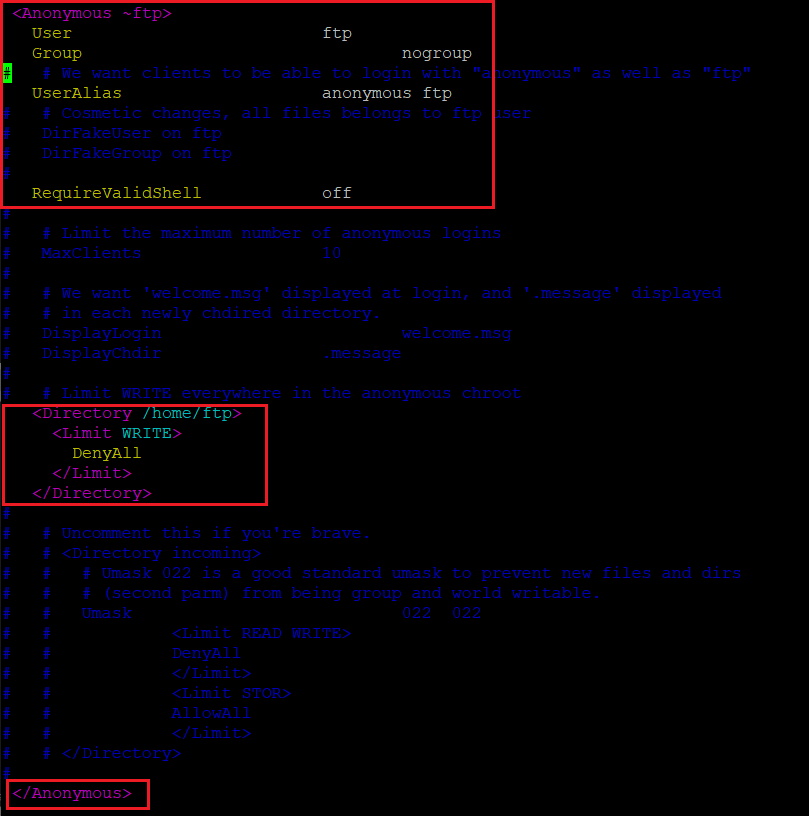 <Anonymous ~ftp>
  User                         ftp
  Group                                nogroup
#   # We want clients to be able to login with "anonymous" as well as "ftp"
  UserAlias                    anonymous ftp
#   # Cosmetic changes, all files belongs to ftp user
#   DirFakeUser on ftp
#   DirFakeGroup on ftp
#
  RequireValidShell            off
#
#   # Limit the maximum number of anonymous logins
#   MaxClients                  10
#
#   # We want 'welcome.msg' displayed at login, and '.message' displayed
#   # in each newly chdired directory.
#   DisplayLogin                        welcome.msg
#   DisplayChdir                .message
#
#   # Limit WRITE everywhere in the anonymous chroot
   <Directory /home/ftp>
     <Limit WRITE>
       DenyAll
     </Limit>
   </Directory>
#
#   # Uncomment this if you're brave.
#   # <Directory incoming>
#   #   # Umask 022 is a good standard umask to prevent new files and dirs
#   #   # (second parm) from being group and world writable.
#   #   Umask                           022  022
#   #            <Limit READ WRITE>
#   #            DenyAll
#   #            </Limit>
#   #            <Limit STOR>
#   #            AllowAll
#   #            </Limit>
#   # </Directory>
#
</Anonymous>